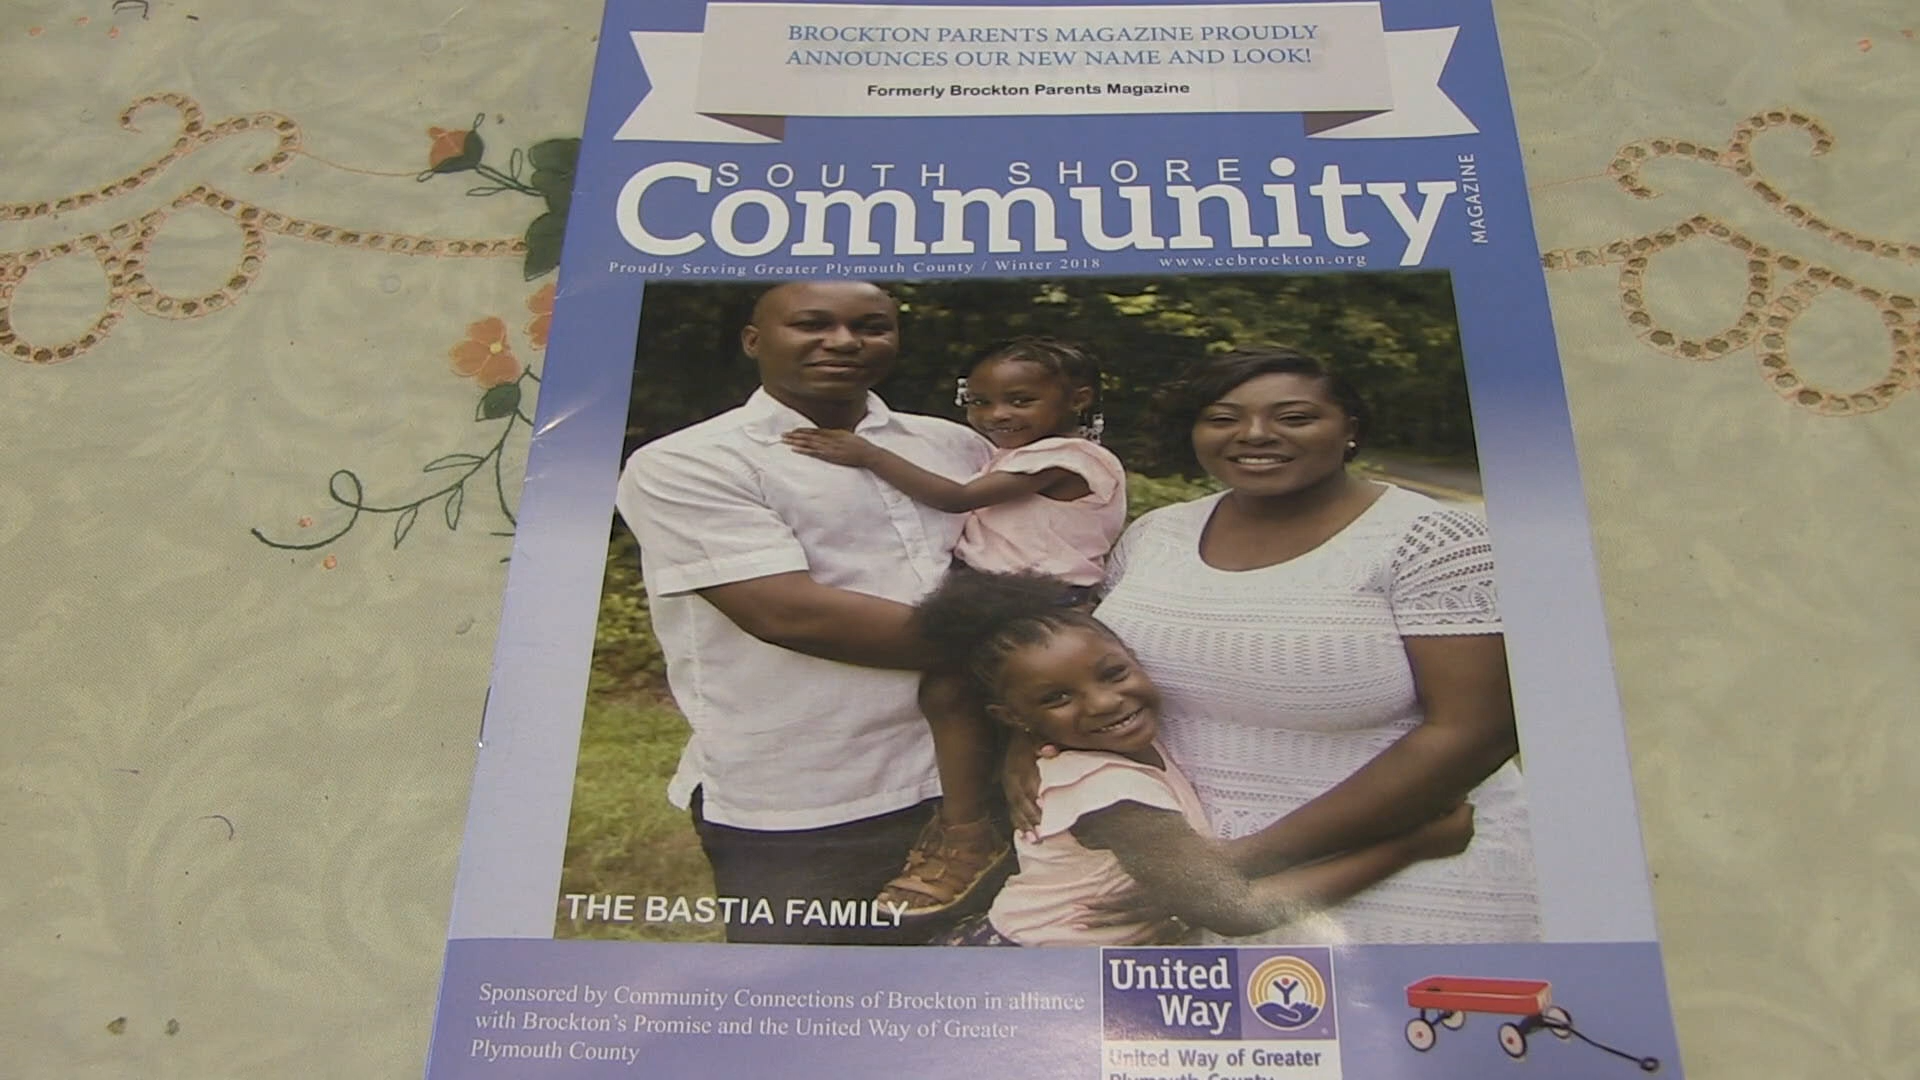 BROCKTON PARENTS MAGAZINE PROUDLY
ANNOUNCES OUR NEW NAME AND LOOK!
Formerly Brockton Parents Magazine
SOUTH SHORE
Community
MAGAZINE
Proudly Serving Greater Plymouth County / Winter 2018
www.ccbrockton.org
THE BASTIA FAMILY
Sponsored by Community Connections of Brockton in alliance
with Brockton's Promise and the United Way of Greater
Plymouth County
United
Way
United Way of Greater
Plymouth County